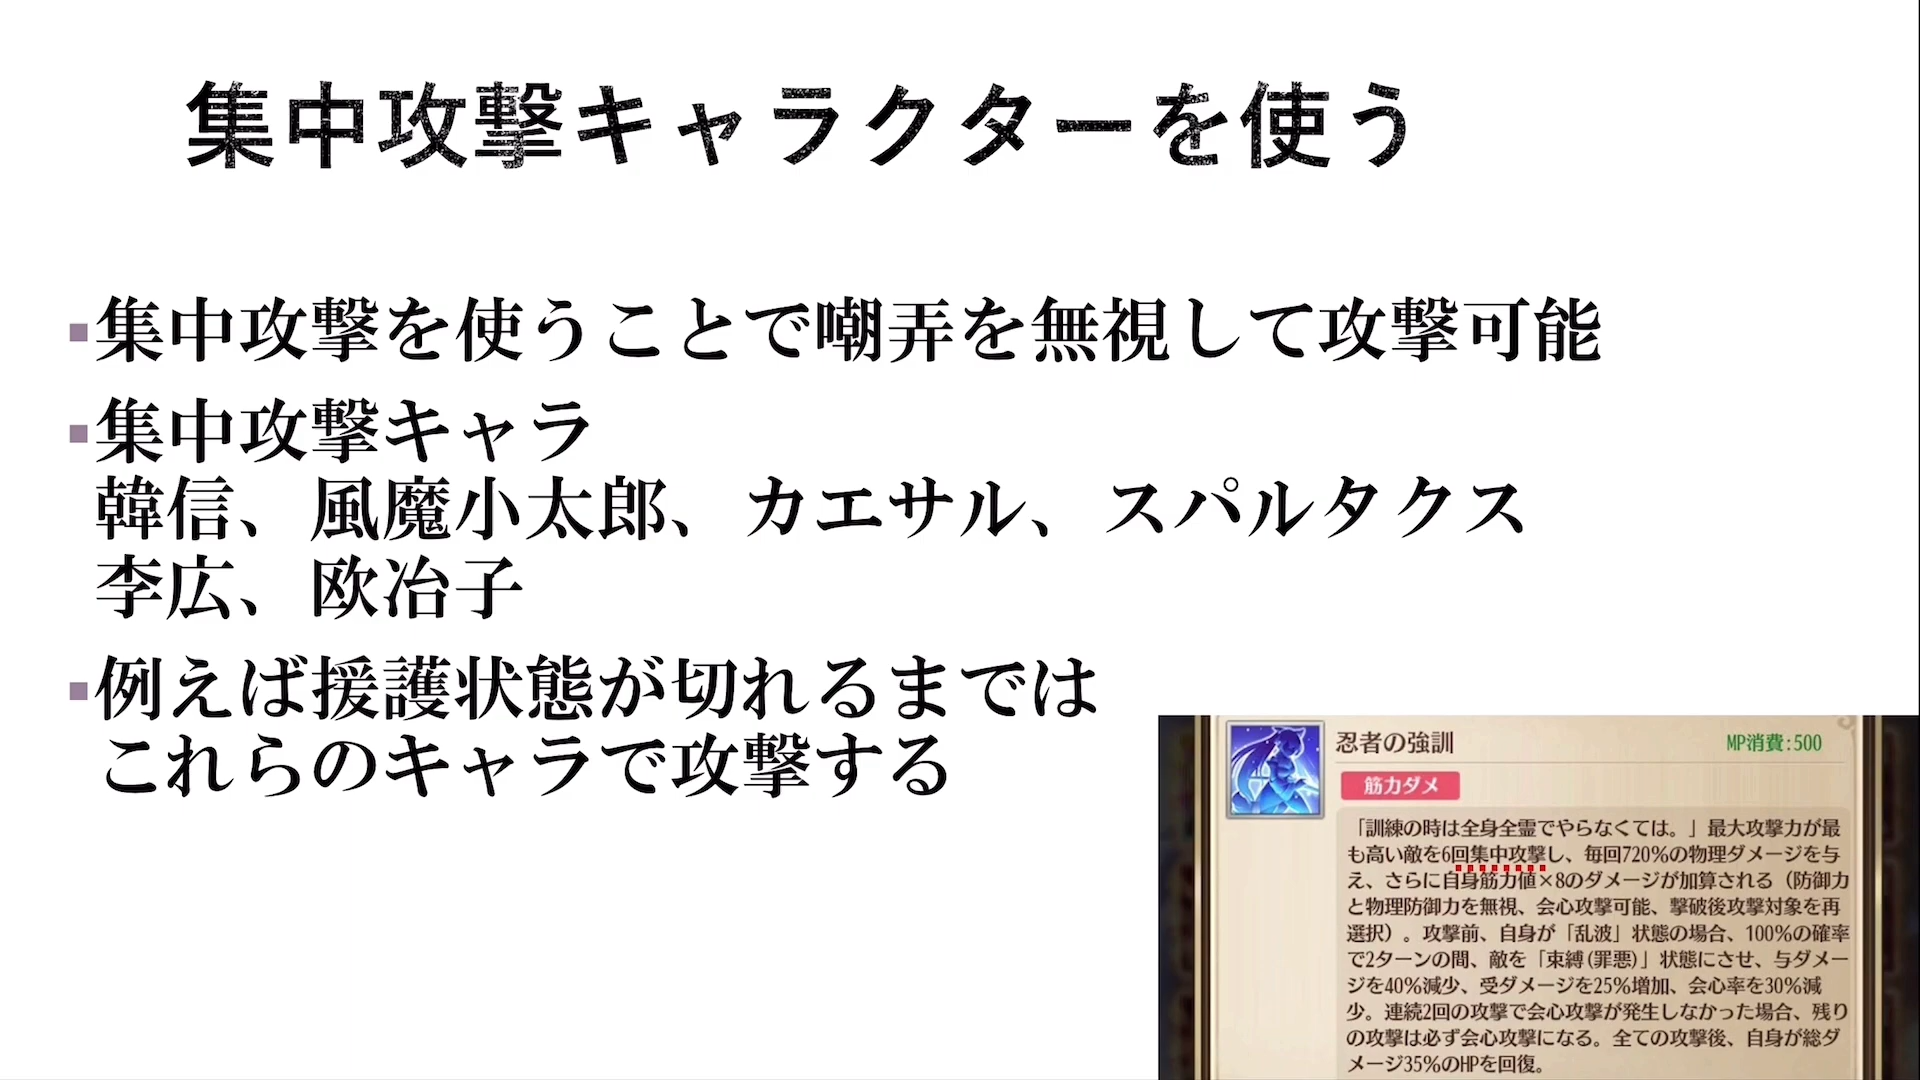 集中攻撃キャラクターを使う
▪集中攻撃を使うことで嘲弄を無視して攻撃可能
▪集中攻撃キャラ
韓信、風魔小太郎、カエサル、スパルタクス
李広、欧冶子
▪例えば援護状態が切れるまでは
これらのキャラで攻撃する
忍者の強訓
MP消費:500
筋力ダメ
「訓練の時は全身全霊でやらなくては。」最大攻撃力が最
も高い敵を6回集中攻撃し、毎回720%の物理ダメージを与
え、さらに自身筋力値×8のダメージが加算される（防御力
と物理防御力を無視、会心攻撃可能、撃破後攻撃対象を再
選択）。攻撃前、自身が「乱波」状態の場合、100%の確率
で2ターンの間、敵を「束縛(罪悪)」状態にさせ、与ダメー
ジを40%減少、受ダメージを25%増加、会心率を30%減
少。連続2回の攻撃で会心攻撃が発生しなかった場合、残り
の攻撃は必ず会心攻撃になる。全ての攻撃後、自身が総ダ
メージ35%のHPを回復。